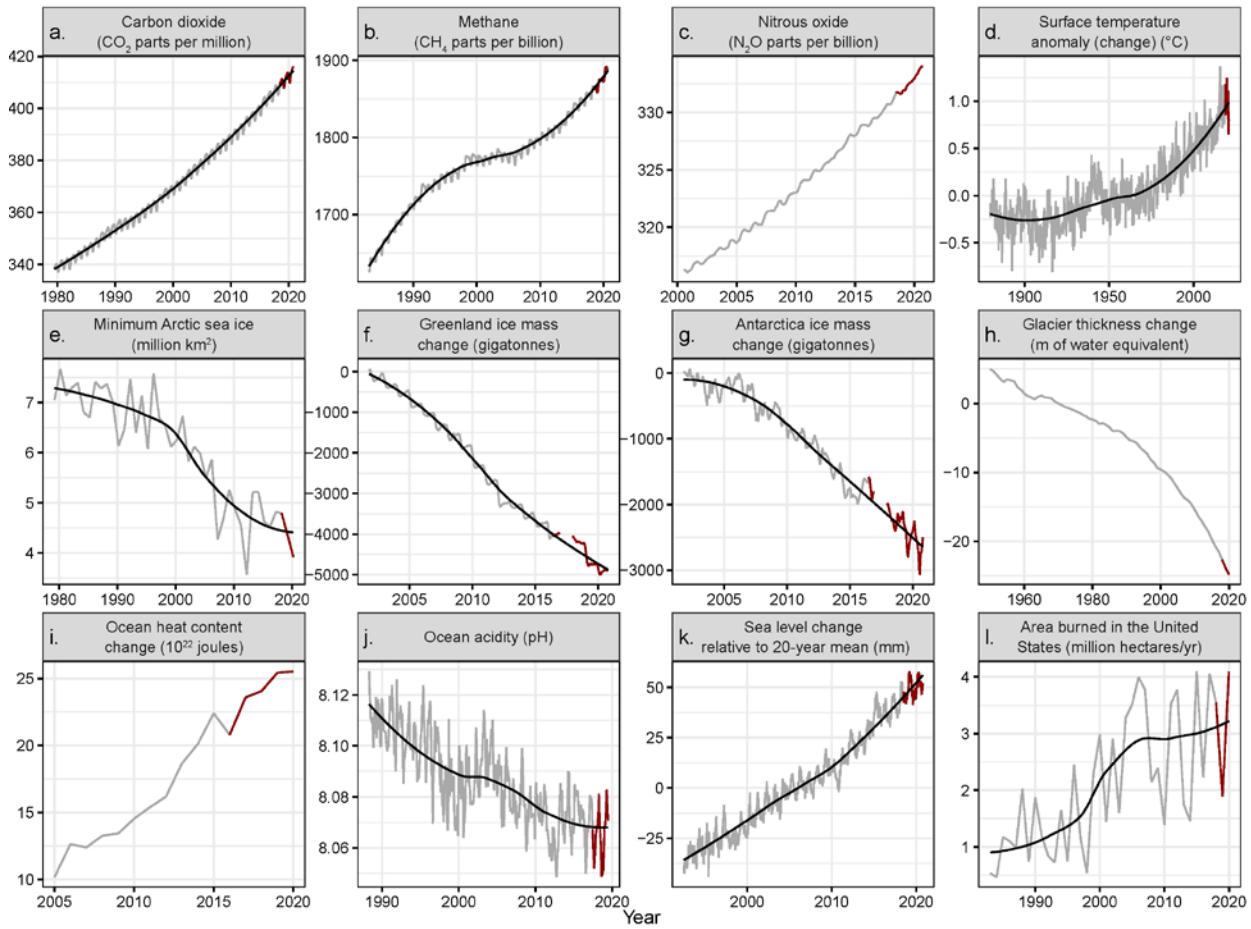 a. Carbon dioxide
(CO₂ parts per million)
420
400
380
360
340
1980 1990 2000 2010 2020
b. Methane
(CH₄ parts per billion)
1900
1800
1700
1990 2000 2010 2020
c. Nitrous oxide
(N₂O parts per billion)
330
325
320
2000 2005 2010 2015 2020
d. Surface temperature
anomaly (change) (°C)
1.0
0.5
0.0
−0.5
1900 1950 2000
e. Minimum Arctic sea ice
(million km²)
7
6
5
4
1980 1990 2000 2010 2020
f. Greenland ice mass
change (gigatonnes)
0
−1000
−2000
−3000
−4000
−5000
2005 2010 2015 2020
g. Antarctica ice mass
change (gigatonnes)
0
−1000
−2000
−3000
2005 2010 2015 2020
h. Glacier thickness change
(m of water equivalent)
0
−10
−20
1960 1980 2000 2020
i. Ocean heat content
change (10²² joules)
25
20
15
10
2005 2010 2015 2020
j. Ocean acidity (pH)
8.12
8.10
8.08
8.06
1990 2000 2010 2020
k. Sea level change
relative to 20-year mean (mm)
50
25
0
−25
2000 2010 2020
l. Area burned in the United
States (million hectares/yr)
4
3
2
1
1990 2000 2010 2020
Year